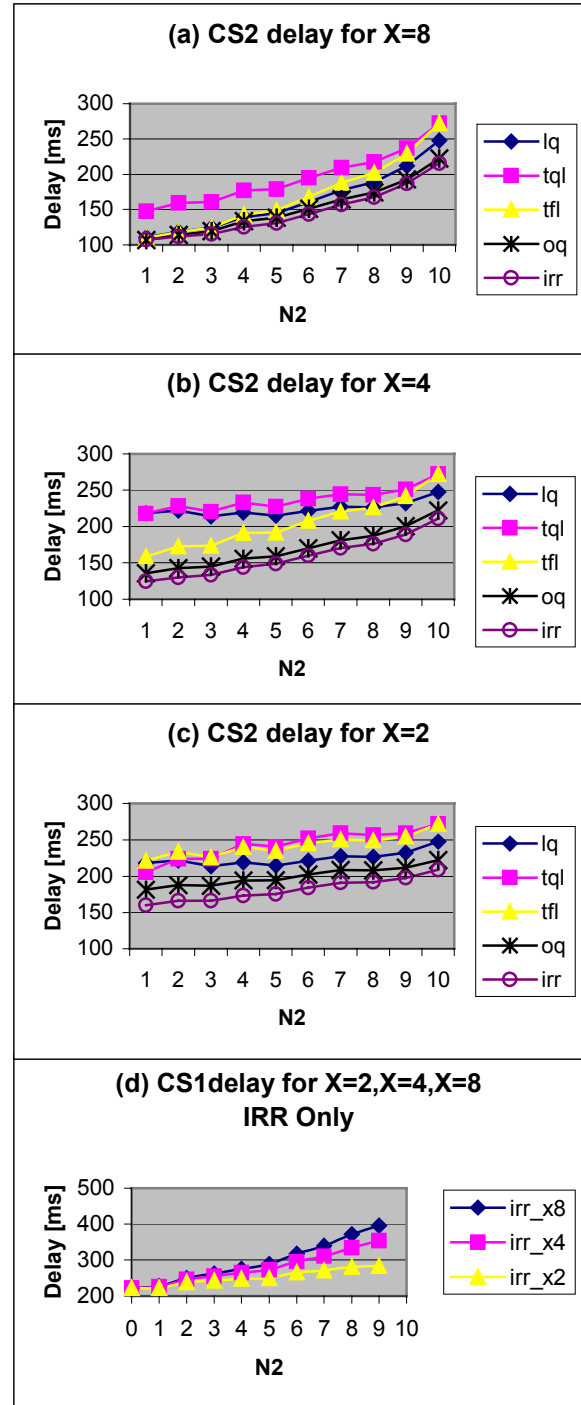 (a) CS2 delay for X=8
Delay [ms]
300
250
200
150
100
1 2 3 4 5 6 7 8 9 10
N2
lq
tql
tfl
oq
irr
(b) CS2 delay for X=4
Delay [ms]
300
250
200
150
100
1 2 3 4 5 6 7 8 9 10
N2
lq
tql
tfl
oq
irr
(c) CS2 delay for X=2
Delay [ms]
300
250
200
150
100
1 2 3 4 5 6 7 8 9 10
N2
lq
tql
tfl
oq
irr
(d) CS1delay for X=2,X=4,X=8
IRR Only
Delay [ms]
500
400
300
200
0 1 2 3 4 5 6 7 8 9 10
N2
irr_x8
irr_x4
irr_x2